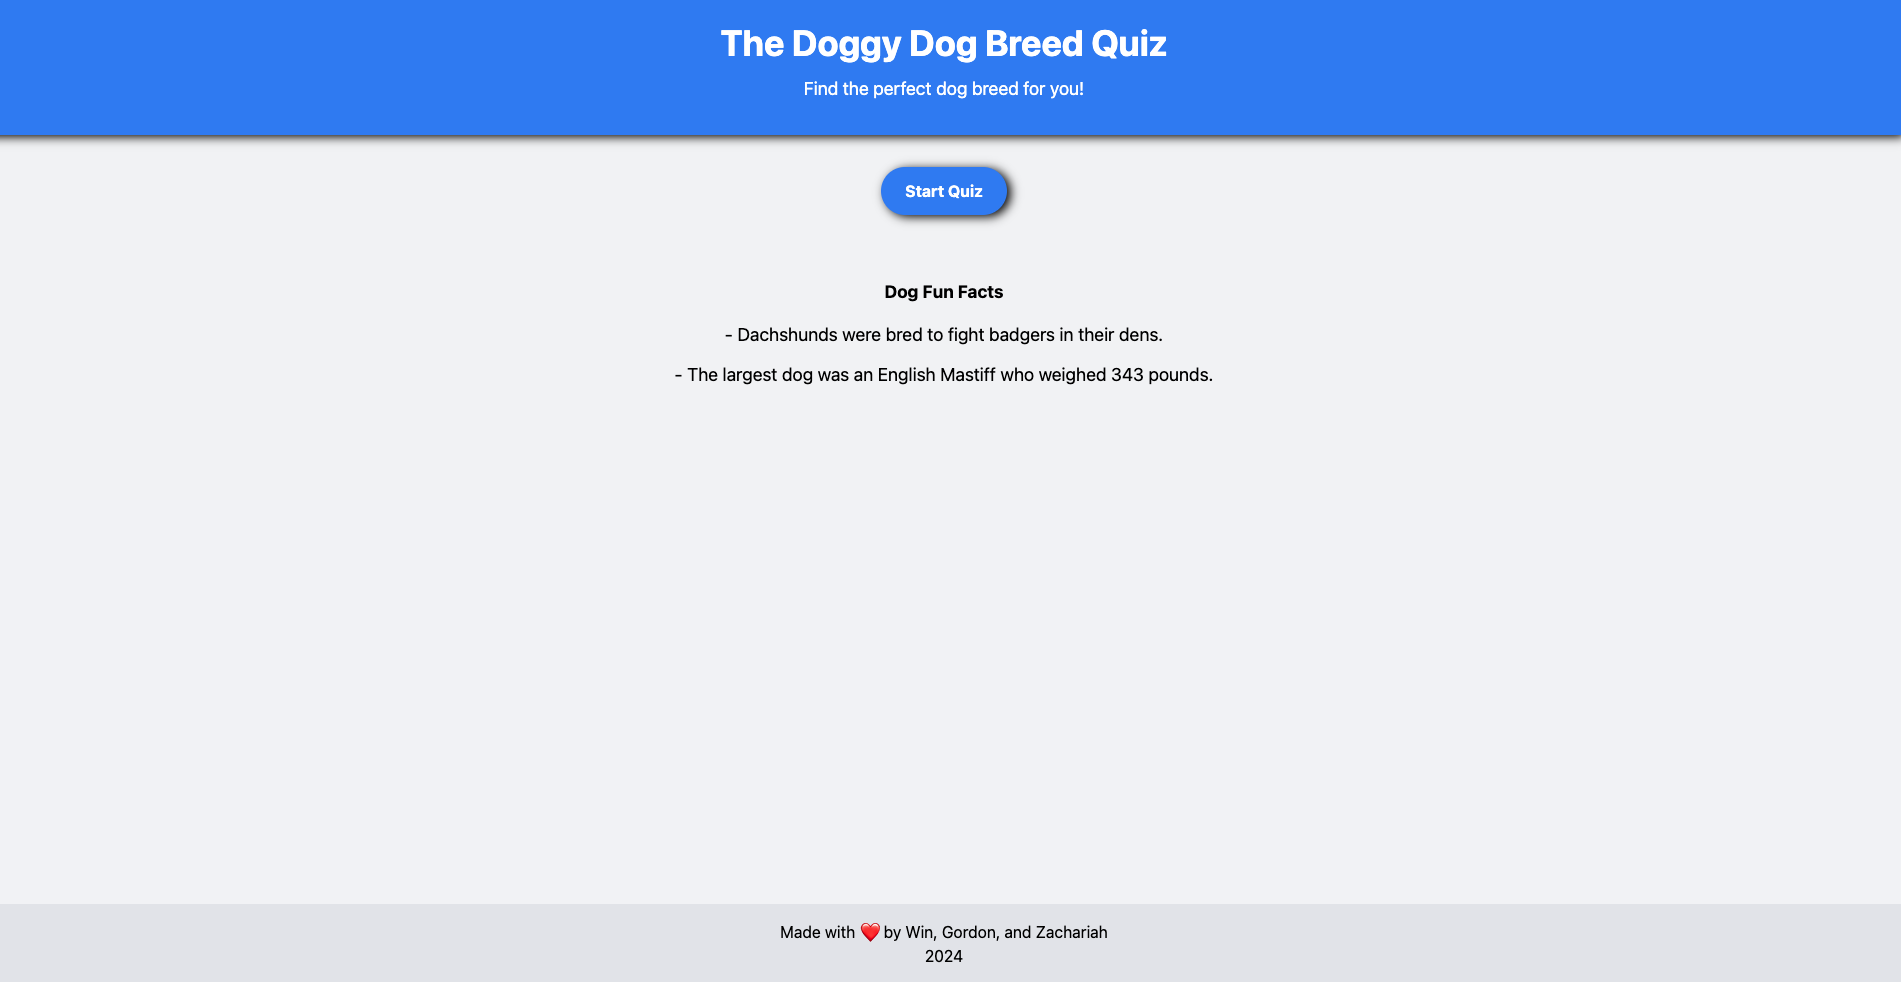 The Doggy Dog Breed Quiz
Find the perfect dog breed for you!
Start Quiz
Dog Fun Facts
- Dachshunds were bred to fight badgers in their dens.
- The largest dog was an English Mastiff who weighed 343 pounds.
Made with ❤️ by Win, Gordon, and Zachariah
2024